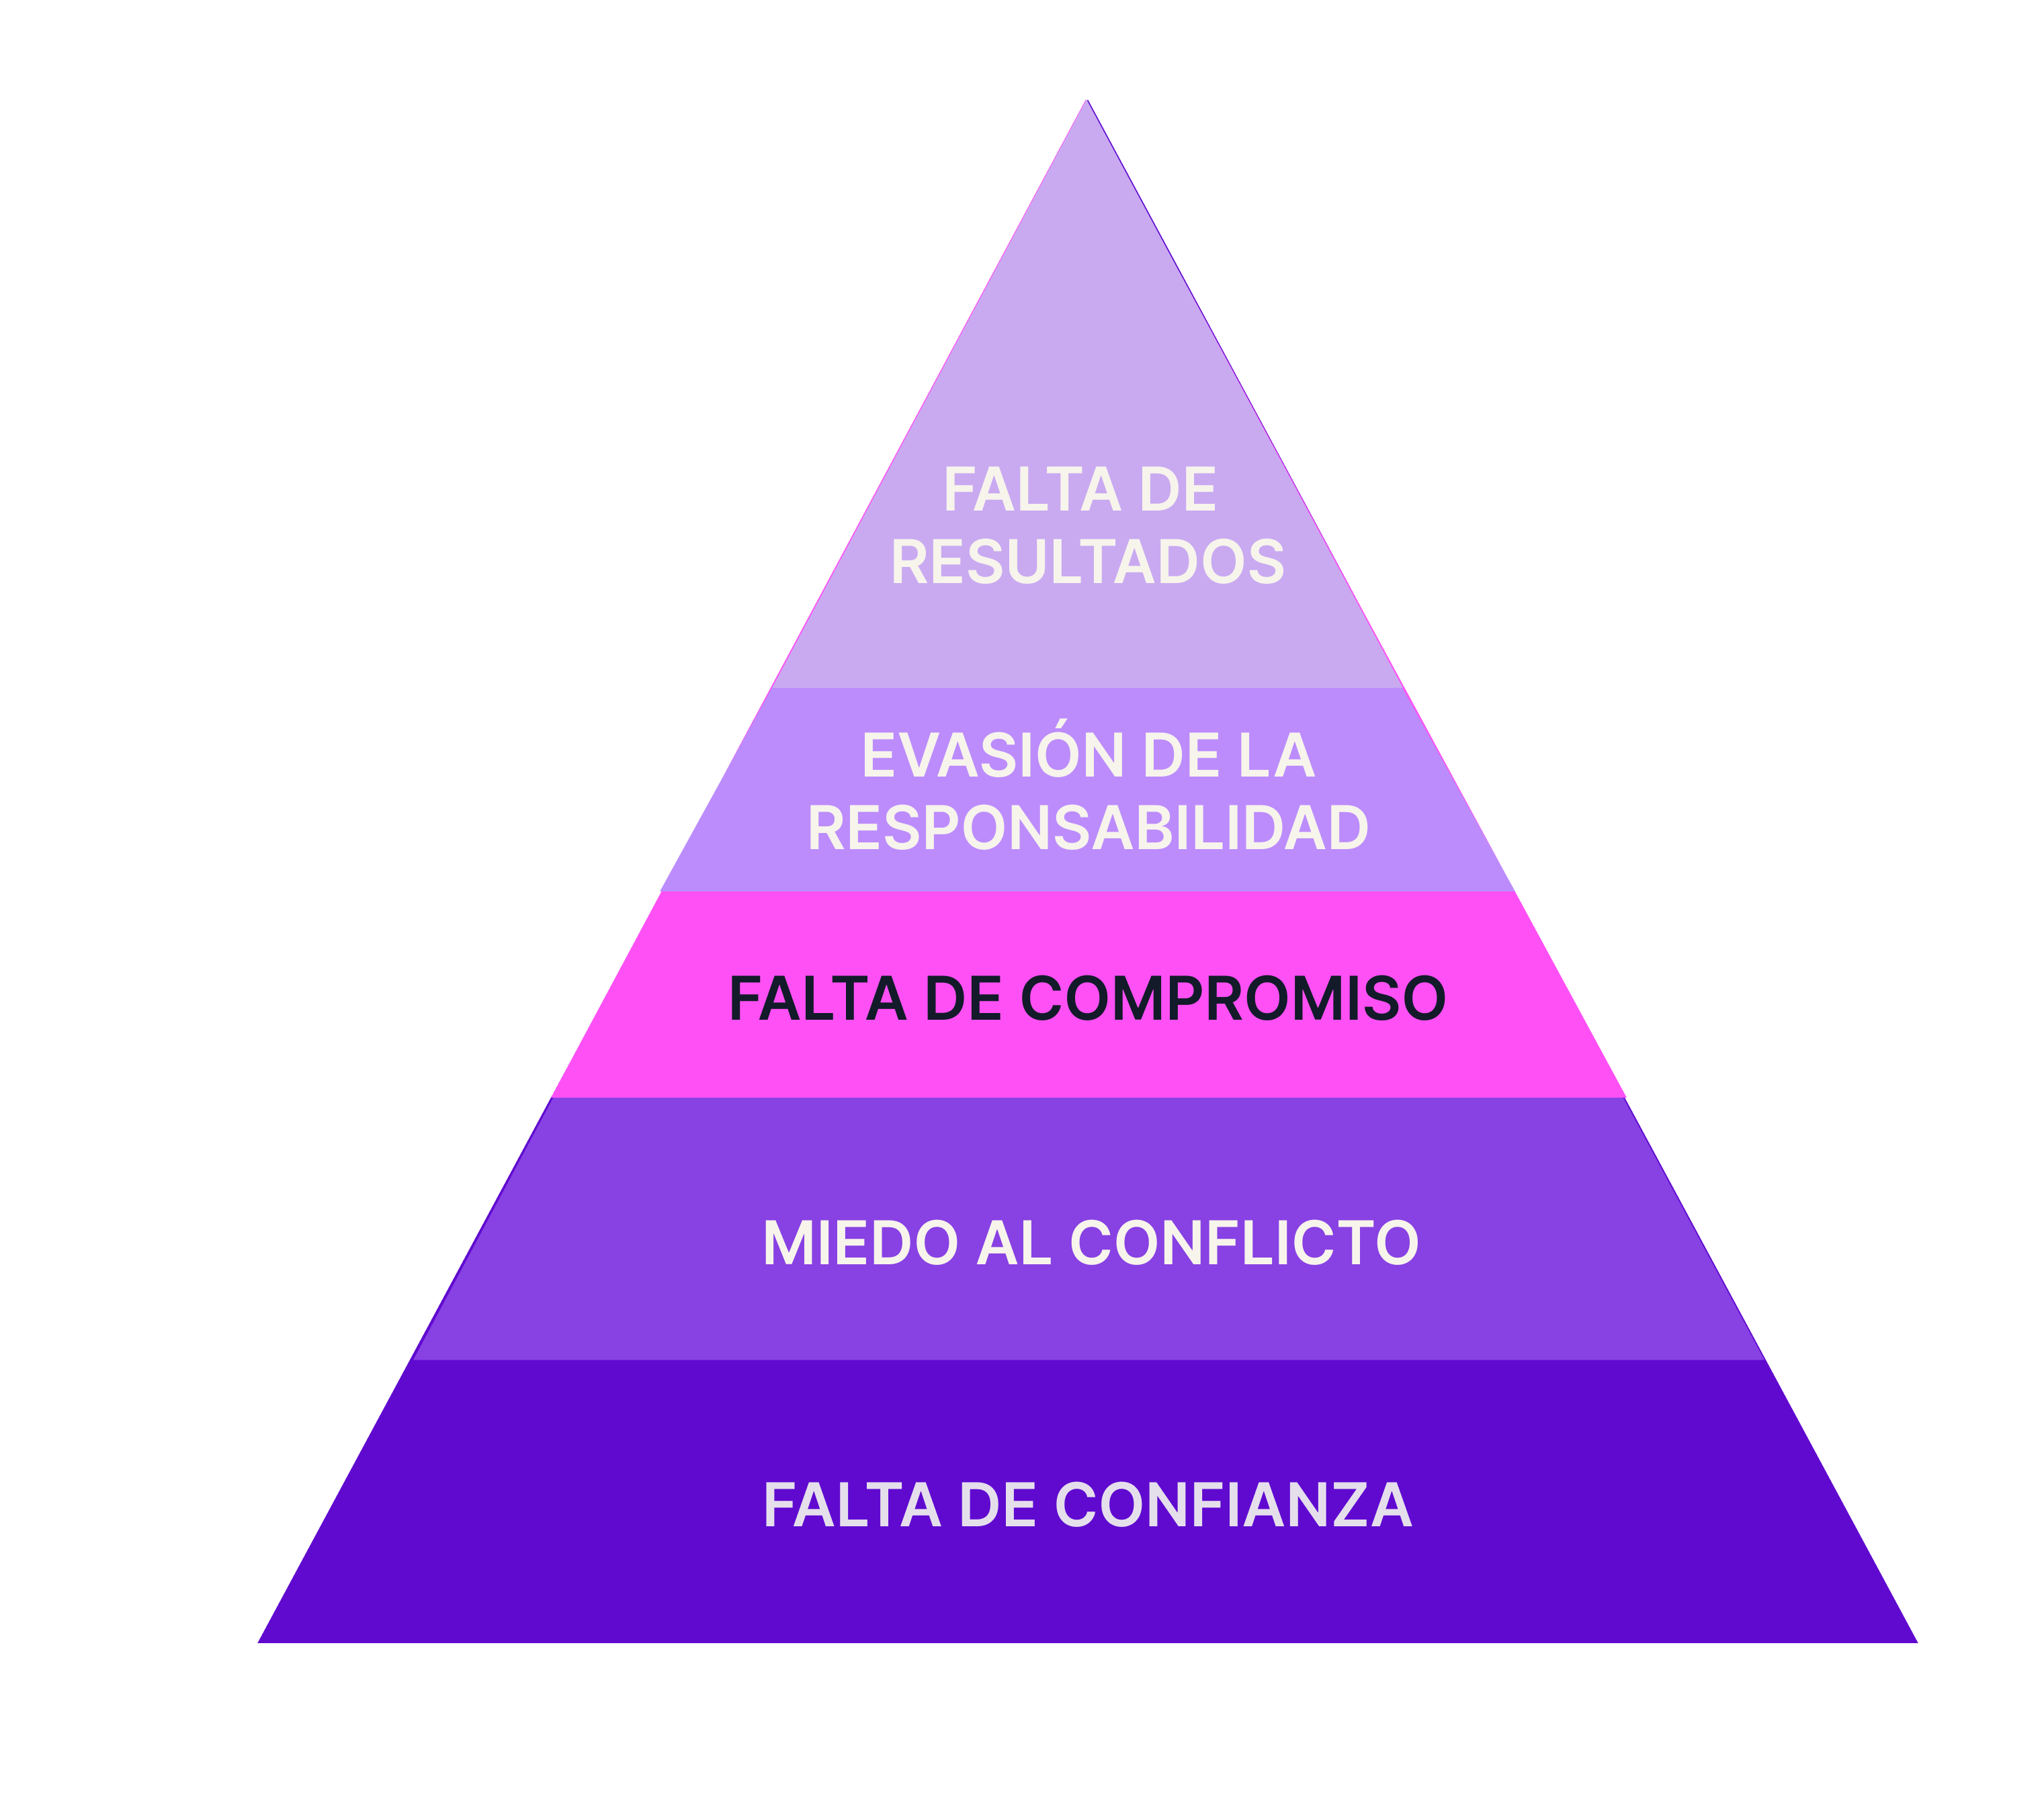 FALTA DE
RESULTADOS
EVASIÓN DE LA
RESPONSABILIDAD
FALTA DE COMPROMISO
MIEDO AL CONFLICTO
FALTA DE CONFIANZA